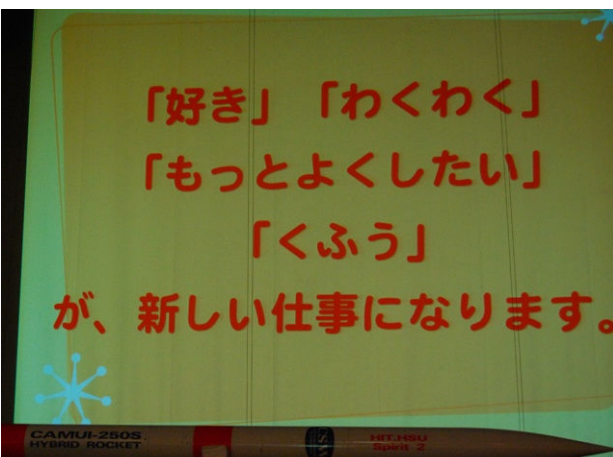 「好き」「わくわく」
「もっとよくしたい」
「くふう」
が、新しい仕事になります。
CAMUI-250S
HYBRID ROCKET
HIT.HSU
Spirit 2